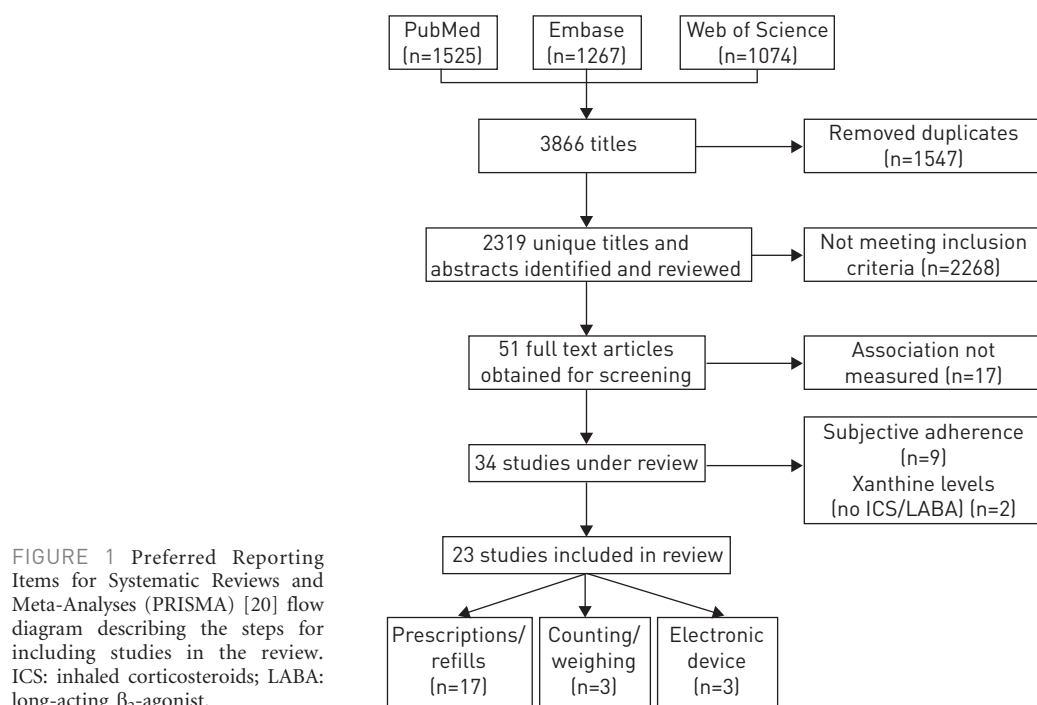 PubMed
(n=1525)
Embase
(n=1267)
Web of Science
(n=1074)
3866 titles
Removed duplicates
(n=1547)
2319 unique titles and
abstracts identified and reviewed
Not meeting inclusion
criteria (n=2268)
51 full text articles
obtained for screening
Association not
measured (n=17)
34 studies under review
Subjective adherence
(n=9)
Xanthine levels
(no ICS/LABA) (n=2)
23 studies included in review
Prescriptions/
refills
(n=17)
Counting/
weighing
(n=3)
Electronic
device
(n=3)
FIGURE 1 Preferred Reporting
Items for Systematic Reviews and
Meta-Analyses (PRISMA) [20] flow
diagram describing the steps for
including studies in the review.
ICS: inhaled corticosteroids; LABA:
long-acting β2-agonist.